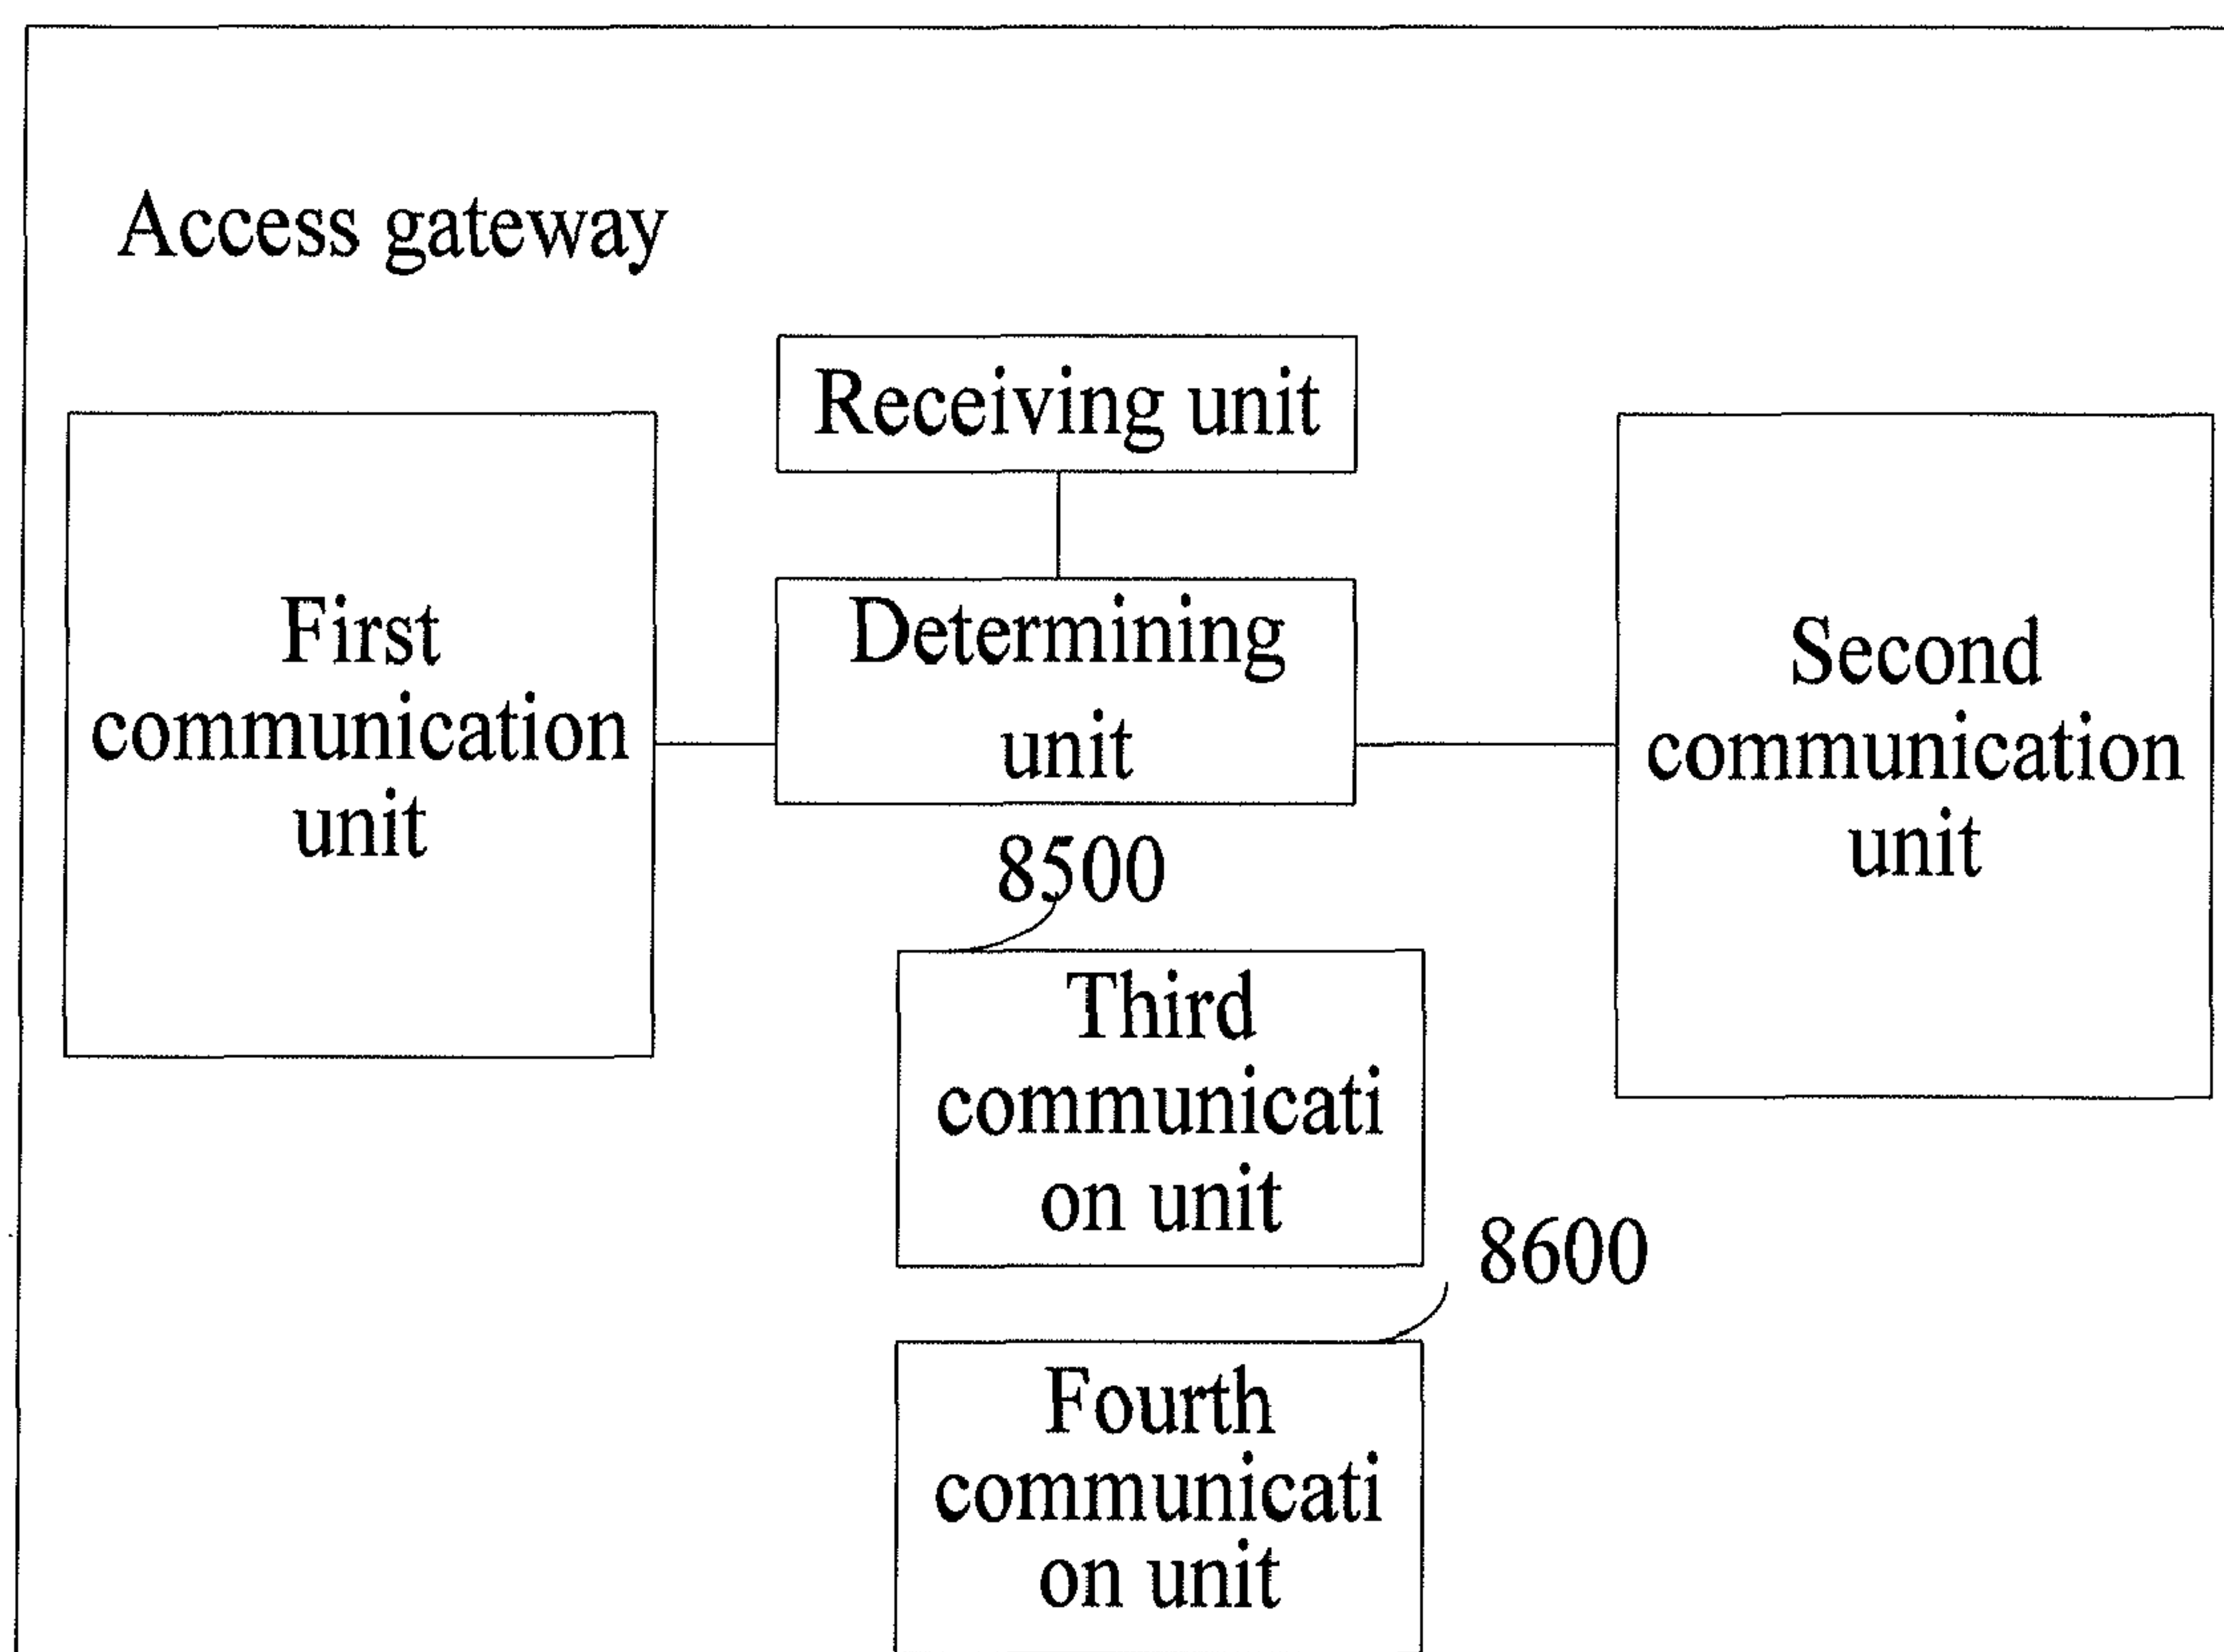 Access gateway
Receiving unit
First
communication
unit
Determining
unit
Second
communication
unit
8500
Third
communicati
on unit
8600
Fourth
communicati
on unit